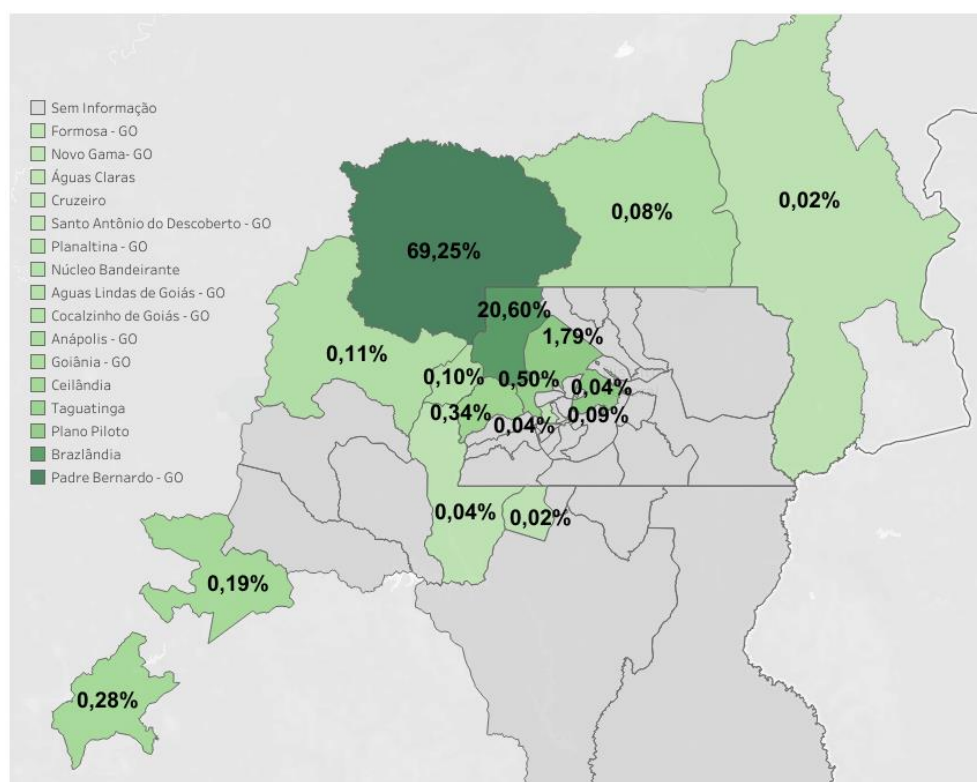 Sem Informação
Formosa - GO
Novo Gama- GO
Águas Claras
Cruzeiro
Santo Antônio do Descoberto - GO
Planaltina - GO
Núcleo Bandeirante
Aguas Lindas de Goiás - GO
Cocalzinho de Goiás - GO
Anápolis - GO
Goiânia - GO
Ceilândia
Taguatinga
Plano Piloto
Brazlândia
Padre Bernardo - GO
0,02%
0,08%
69,25%
20,60%
1,79%
0,11%
0,10%
0,50%
0,04%
0,34%
0,04%
0,09%
0,04%
0,02%
0,19%
0,28%